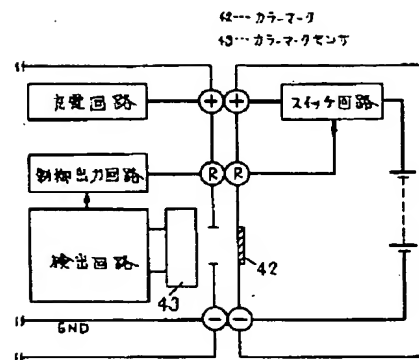 42…カラーマーク
43…カラーマークセンサ
充電回路
+
+
スイッチ回路
制御出力回路
R
R
検出回路
43
42
GND
−
−